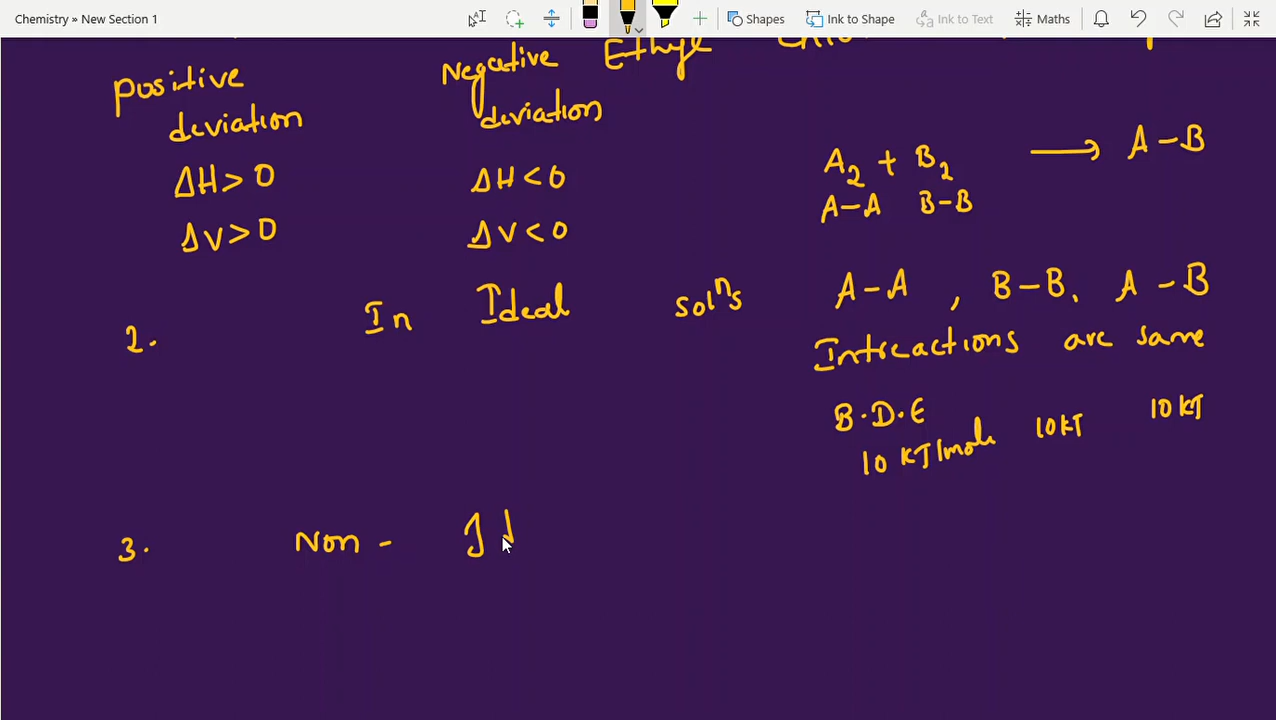 Chemistry » New Section 1
Shapes Ink to Shape Ink to Text Maths
Positive deviation
Negative deviation
Ethyl
ΔH > 0
ΔH < 0
ΔV > 0
ΔV < 0
A₂ + B₂ → A - B
A-A B-B
2. In Ideal solⁿs A-A , B-B, A-B
Intreactions are same
B.D.E
10 KJ/mole 10KJ 10KJ
3. Non - I